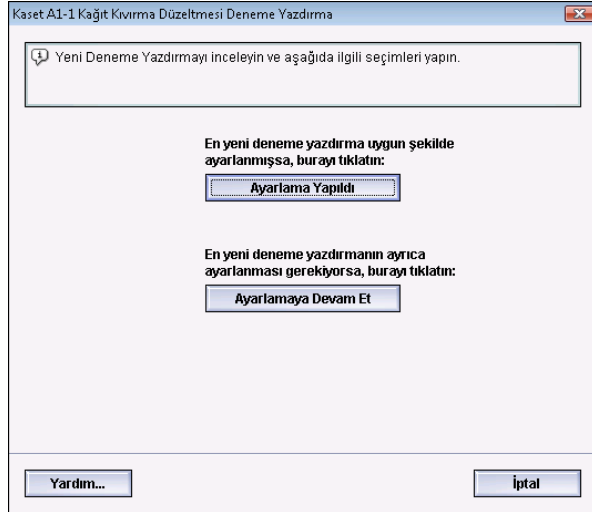 Kaset A1-1 Kağıt Kıvırma Düzeltmesi Deneme Yazdırma
Yeni Deneme Yazdırmayı inceleyin ve aşağıda ilgili seçimleri yapın.
En yeni deneme yazdırma uygun şekilde
ayarlanmışsa, burayı tıklatın:
Ayarlama Yapıldı
En yeni deneme yazdırmanın ayrıca
ayarlanması gerekiyorsa, burayı tıklatın:
Ayarlamaya Devam Et
Yardım...
İptal